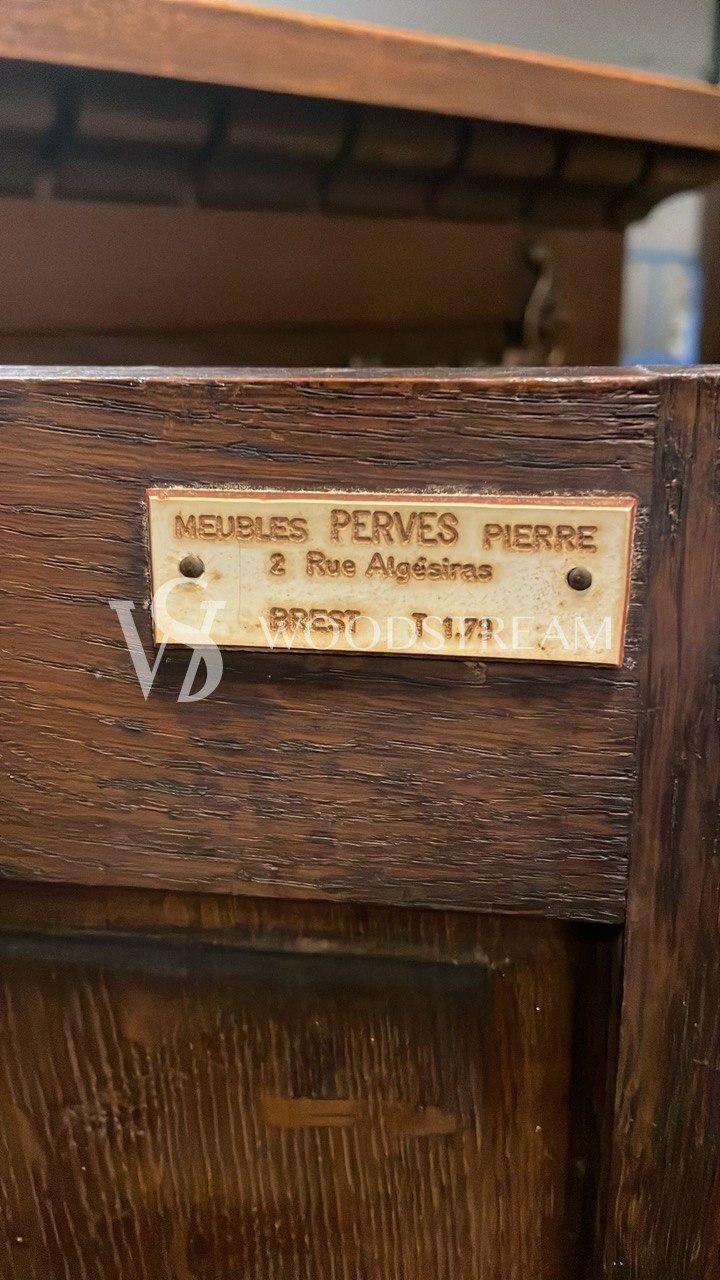 MEUBLES PERVES PIERRE
2 Rue Algésiras
BREST
WOODSTREAM